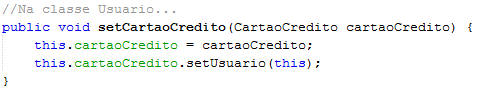 //Na classe Usuario...
public void setCartaoCredito(CartaoCredito cartaoCredito) {
    this.cartaoCredito = cartaoCredito;
    this.cartaoCredito.setUsuario(this);
}